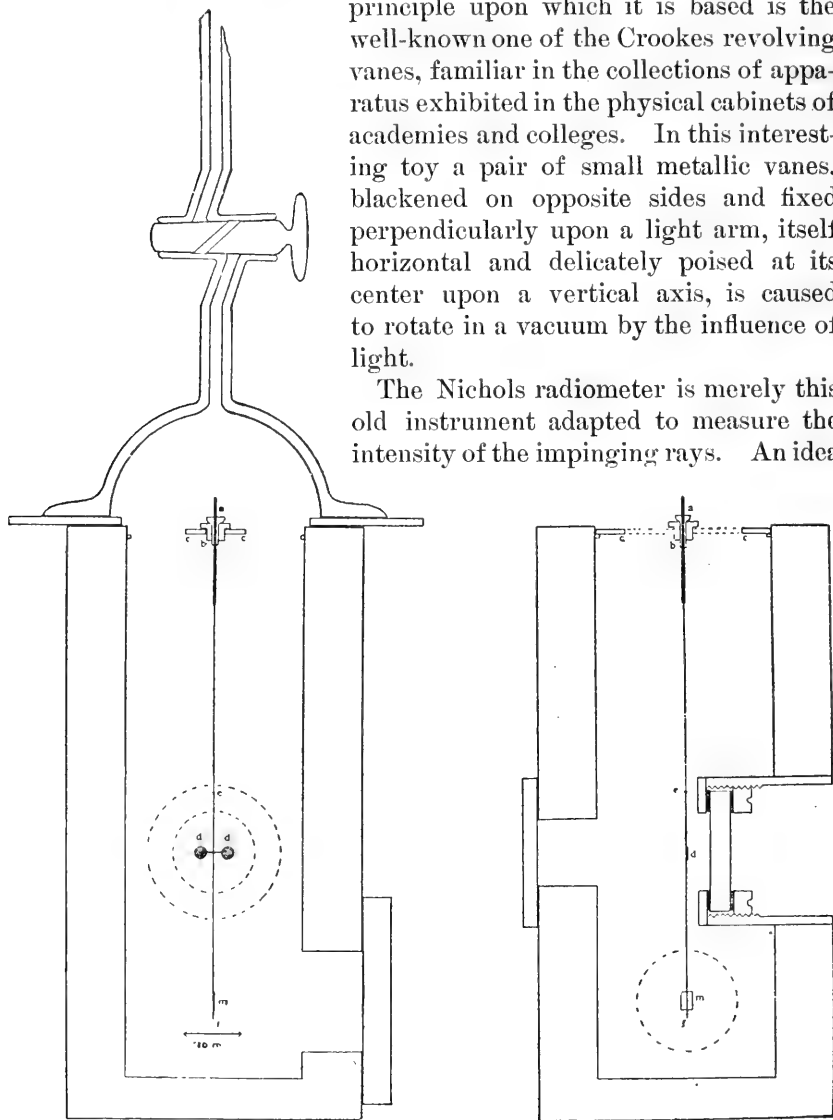 principle upon which it is based is the
well-known one of the Crookes revolving
vanes, familiar in the collections of appa-
ratus exhibited in the physical cabinets of
academies and colleges. In this interest-
ing toy a pair of small metallic vanes,
blackened on opposite sides and fixed
perpendicularly upon a light arm, itself
horizontal and delicately poised at its
center upon a vertical axis, is caused
to rotate in a vacuum by the influence of
light.
The Nichols radiometer is merely this
old instrument adapted to measure the
intensity of the impinging rays. An idea
a
c b c
d d
m
f
a
c b c
d
m
f